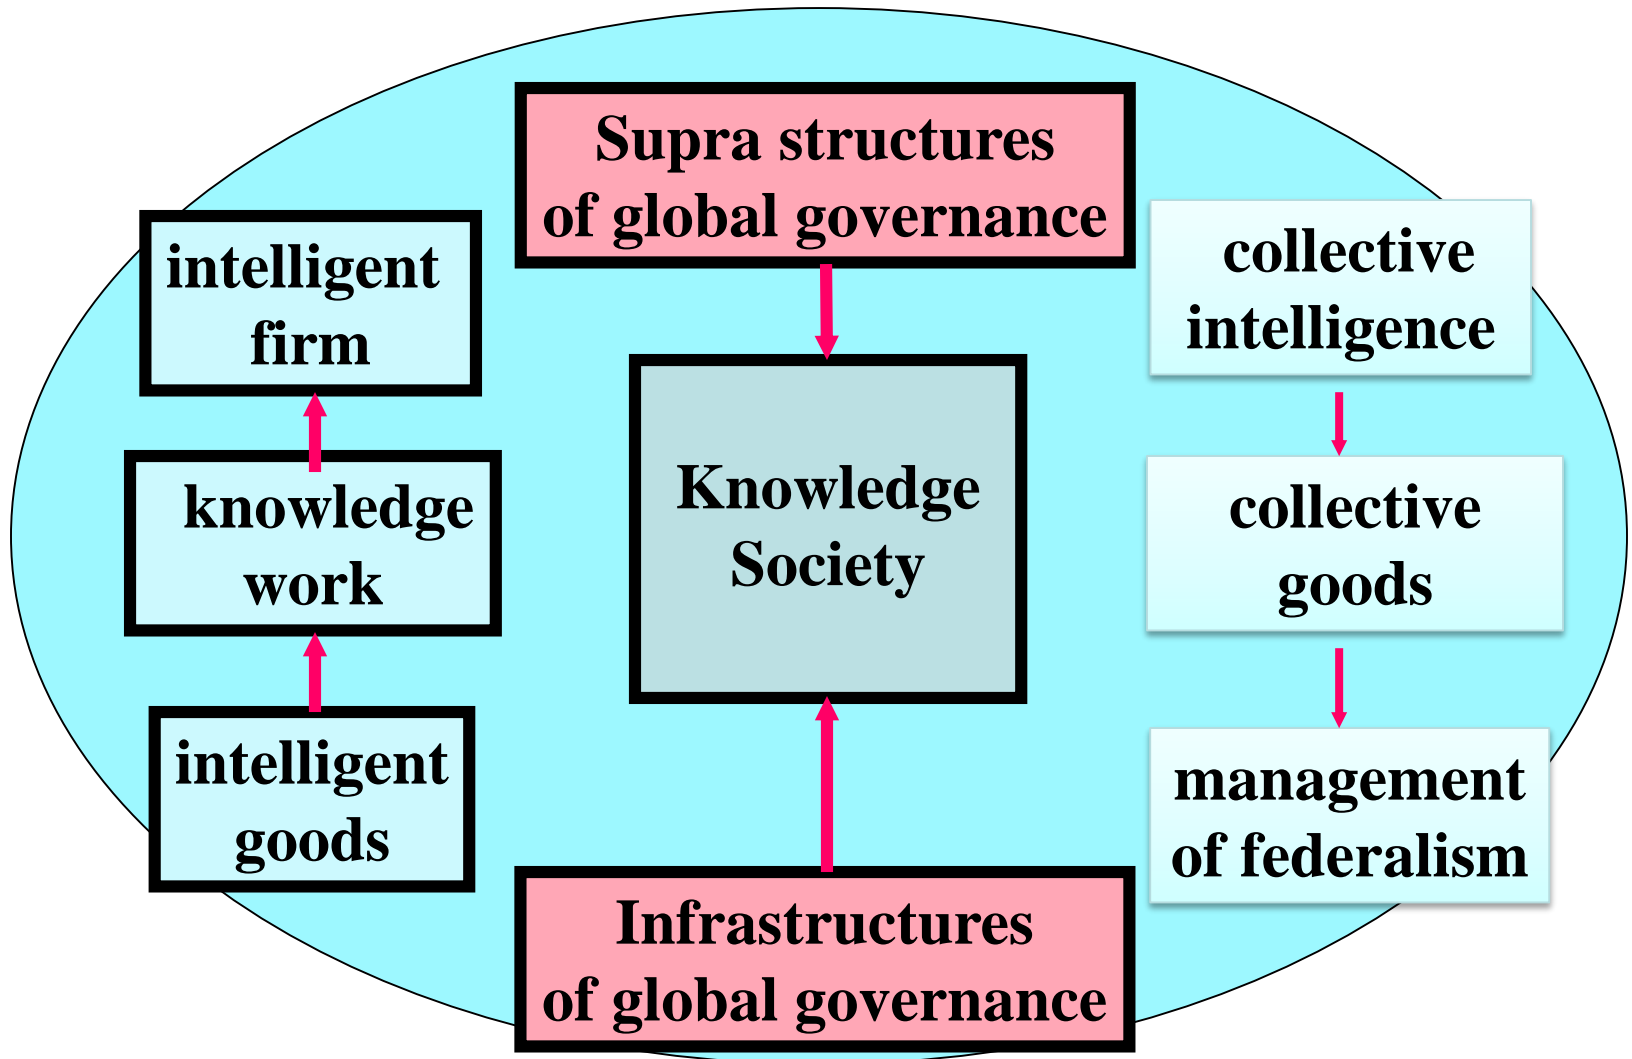 Supra structures
of global governance
intelligent
firm
knowledge
work
intelligent
goods
Knowledge
Society
Infrastructures
of global governance
collective
intelligence
collective
goods
management
of federalism